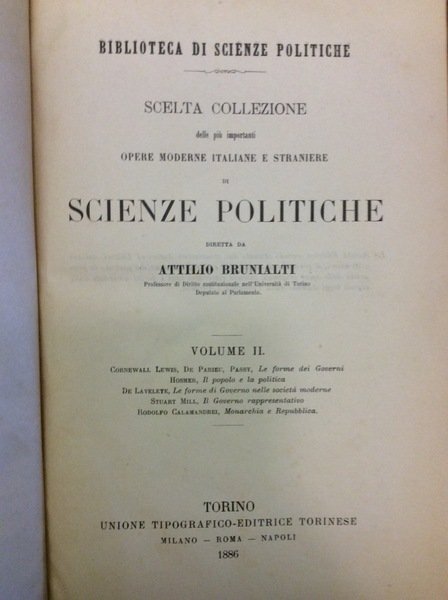 BIBLIOTECA DI SCIENZE POLITICHE
SCELTA COLLEZIONE
delle più importanti
OPERE MODERNE ITALIANE E STRANIERE
DI
SCIENZE POLITICHE
DIRETTA DA
ATTILIO BRUNIALTI
Professore di Diritto costituzionale nell'Università di Torino
Deputato al Parlamento.
VOLUME II.
CORNEWALL LEWIS, DE PARIEU, PASSY, Le forme dei Governi
HOSMER, Il popolo e la politica
DE LAVELEYE, Le forme di Governo nelle società moderne
STUART MILL, Il Governo rappresentativo
RODOLFO CALAMANDREI, Monarchia e Repubblica.
TORINO
UNIONE TIPOGRAFICO-EDITRICE TORINESE
MILANO – ROMA – NAPOLI
1886